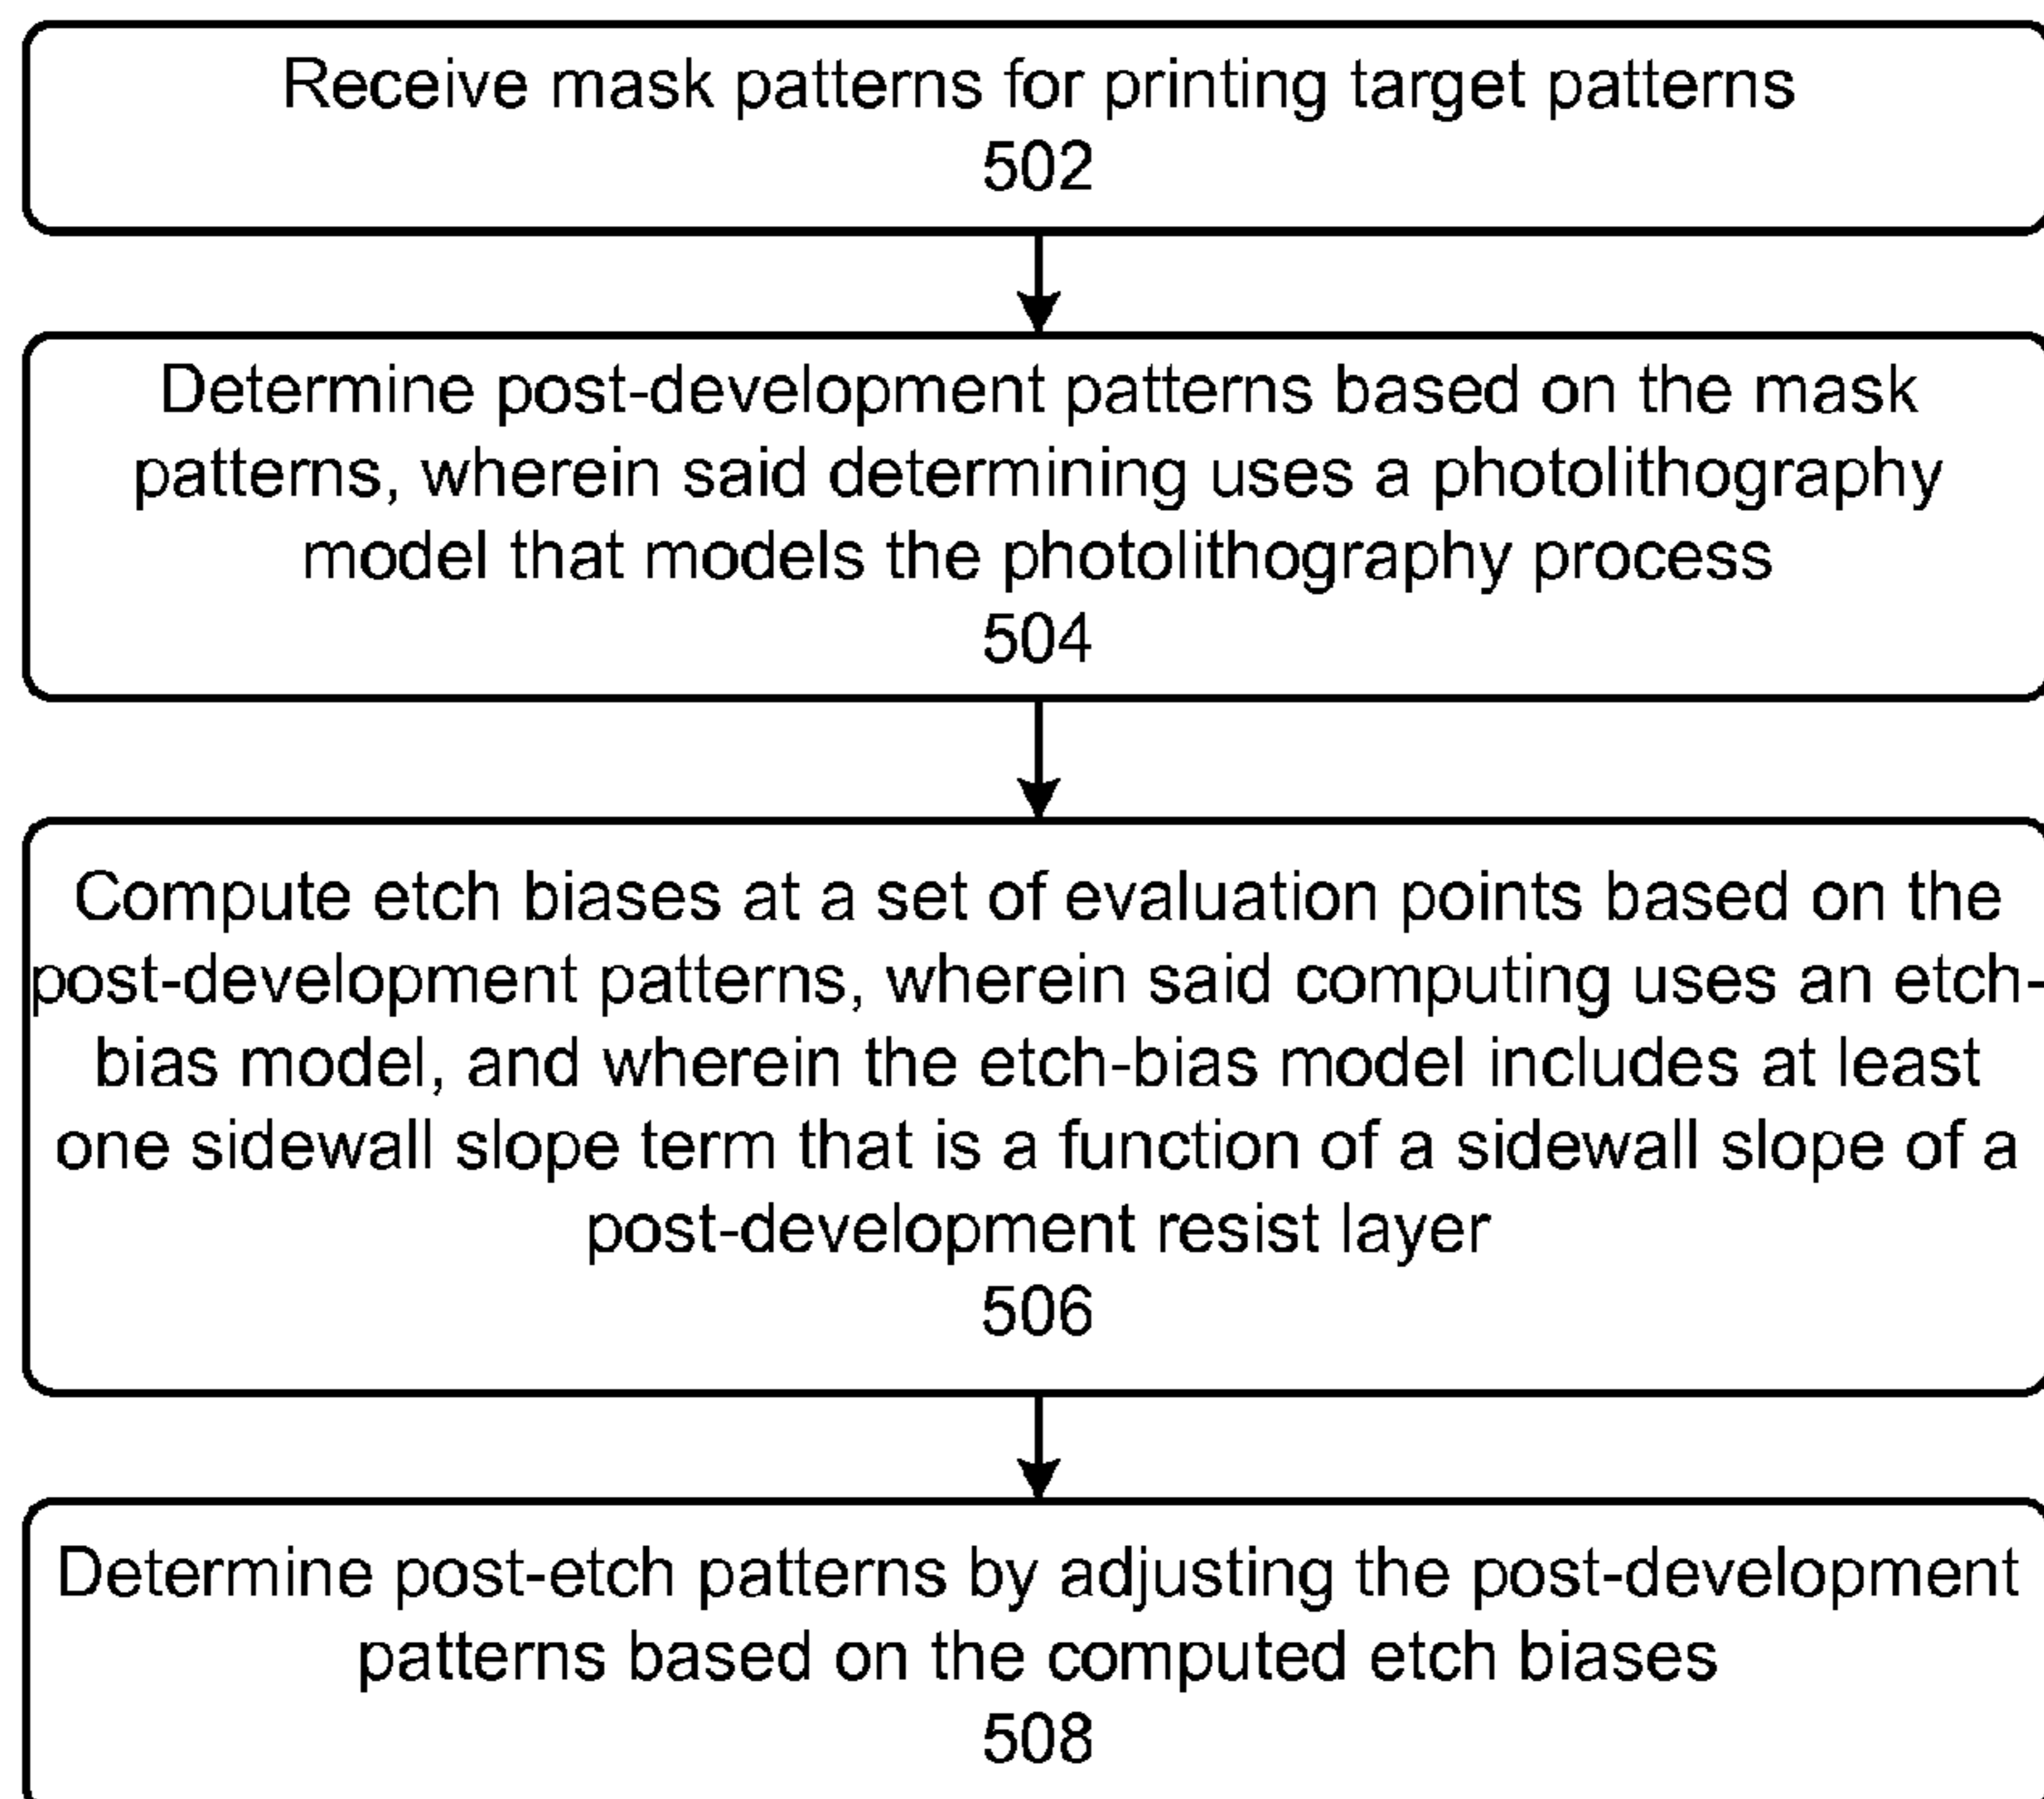 Receive mask patterns for printing target patterns
502
Determine post-development patterns based on the mask
patterns, wherein said determining uses a photolithography
model that models the photolithography process
504
Compute etch biases at a set of evaluation points based on the
post-development patterns, wherein said computing uses an etch-
bias model, and wherein the etch-bias model includes at least
one sidewall slope term that is a function of a sidewall slope of a
post-development resist layer
506
Determine post-etch patterns by adjusting the post-development
patterns based on the computed etch biases
508